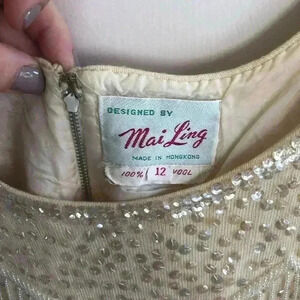 DESIGNED BY
Mai Ling
MADE IN HONGKONG
100% 12 WOOL